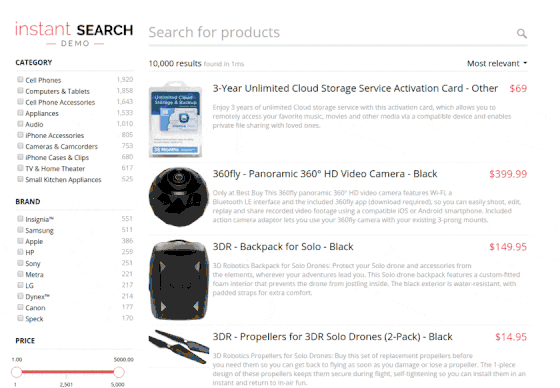 instant SEARCH
DEMO
Search for products
10,000 results found in 1ms
Most relevant
CATEGORY
Cell Phones 1,920
Computers & Tablets 1,858
Cell Phone Accessories 1,643
Appliances 1,533
Audio 1,010
iPhone Accessories 805
Cameras & Camcorders 753
iPhone Cases & Clips 680
TV & Home Theater 617
Small Kitchen Appliances 525
BRAND
Insignia™ 551
Samsung 511
Apple 386
HP 259
Sony 251
Metra 221
LG 217
Dynex™ 214
Canon 177
Speck 170
PRICE
1.00 5000.00
1 2,501 5,000
3-Year Unlimited Cloud Storage Service Activation Card - Other $69
Enjoy 3 years of unlimited Cloud storage service with this activation card, which allows you to
remotely access your favorite music, movies and other media via a compatible device and enables
private file sharing with loved ones.
360fly - Panoramic 360° HD Video Camera - Black $399.99
Only at Best Buy This 360fly panoramic 360° HD video camera features Wi-Fi, a
Bluetooth LE interface and the included 360fly app (download required), so you can easily shoot, edit,
replay and share recorded video footage using a compatible iOS or Android smartphone. Included
action camera adapter lets you use your 360fly camera with your existing 3-prong mounts.
3DR - Backpack for Solo - Black $149.95
3D Robotics Backpack for Solo Drones: Protect your Solo drone and accessories from
the elements, wherever your adventures lead you. This Solo drone backpack features a custom-fitted
foam interior that prevents the drone from jostling inside. The black exterior is water-resistant, with
padded straps for extra comfort.
3DR - Propellers for 3DR Solo Drones (2-Pack) - Black $14.95
3D Robotics Propellers for Solo Drones: Buy this set of replacement propellers before
you need them so you can get back to flying as soon as you damage or lose a propeller. The 1-piece
design of these propellers keeps them secure during flight, self-tightening so you can install them in an
instant and return to in-air fun.